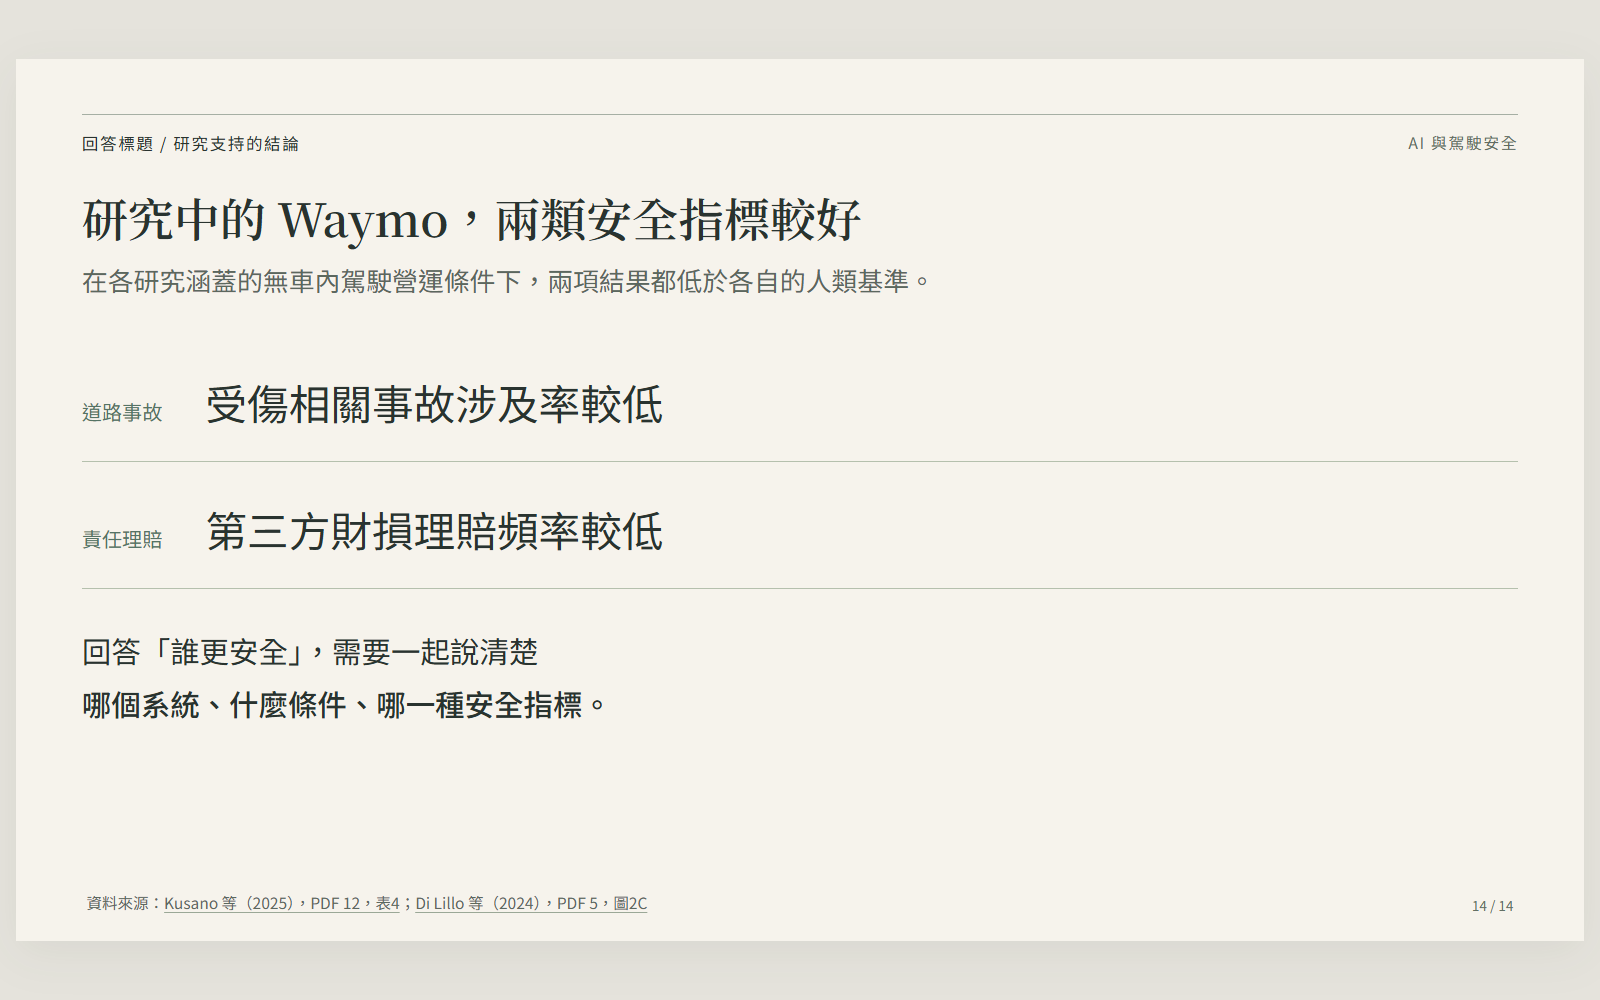 回答標題 / 研究支持的結論
AI 與駕駛安全
研究中的 Waymo，兩類安全指標較好
在各研究涵蓋的無車內駕駛營運條件下，兩項結果都低於各自的人類基準。
道路事故 受傷相關事故涉及率較低
責任理賠 第三方財損理賠頻率較低
回答「誰更安全」，需要一起說清楚
哪個系統、什麼條件、哪一種安全指標。
資料來源：Kusano 等（2025），PDF 12，表4；Di Lillo 等（2024），PDF 5，圖2C
14 / 14